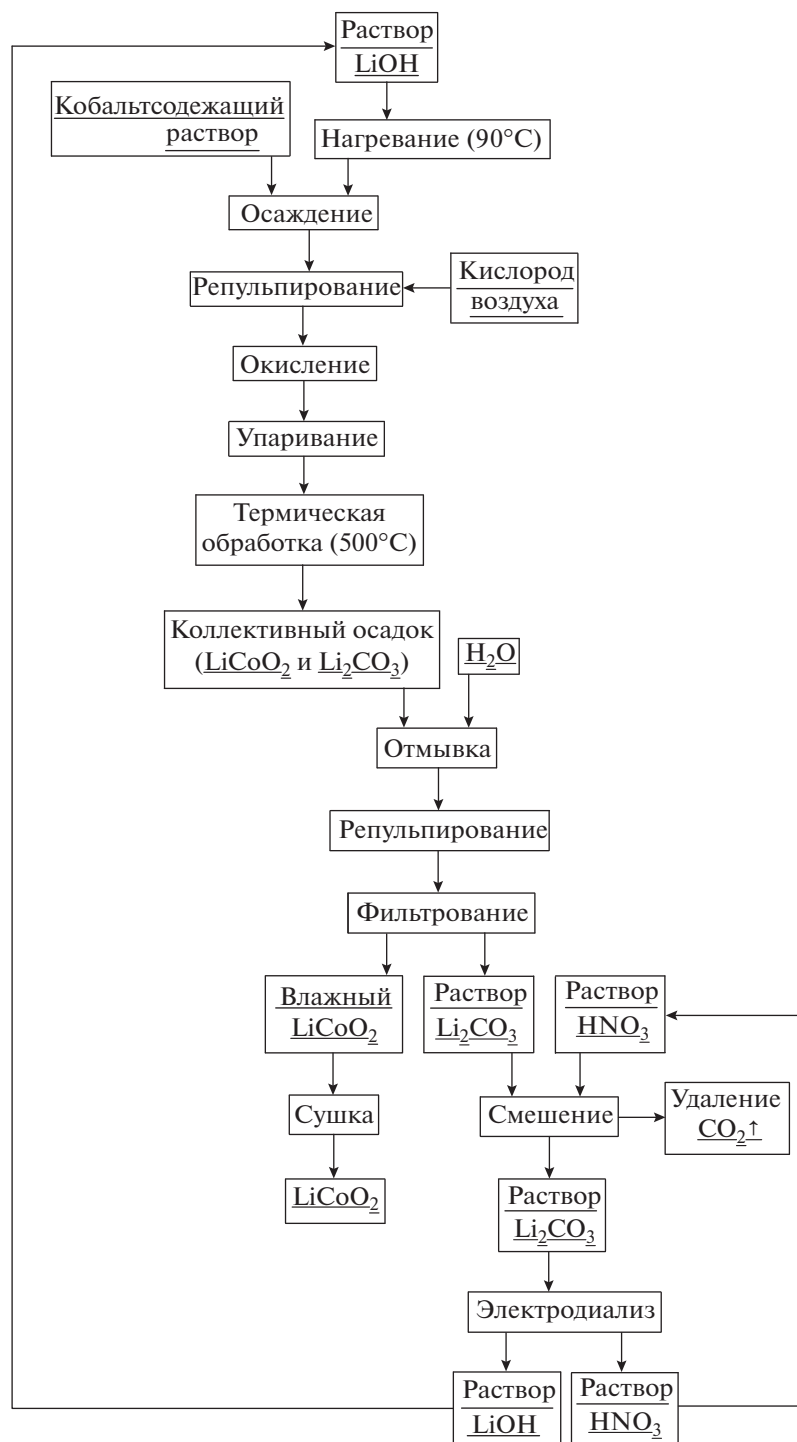 Раствор
LiOH
Кобальтсодежащий
раствор
Нагревание (90°C)
Осаждение
Репульпирование
Кислород
воздуха
Окисление
Упаривание
Термическая
обработка (500°C)
Коллективный осадок
(LiCoO₂ и Li₂CO₃)
H₂O
Отмывка
Репульпирование
Фильтрование
Влажный
LiCoO₂
Раствор
Li₂CO₃
Раствор
HNO₃
Сушка
Смешение
Удаление
CO₂↑
LiCoO₂
Раствор
Li₂CO₃
Электродиализ
Раствор
LiOH
Раствор
HNO₃